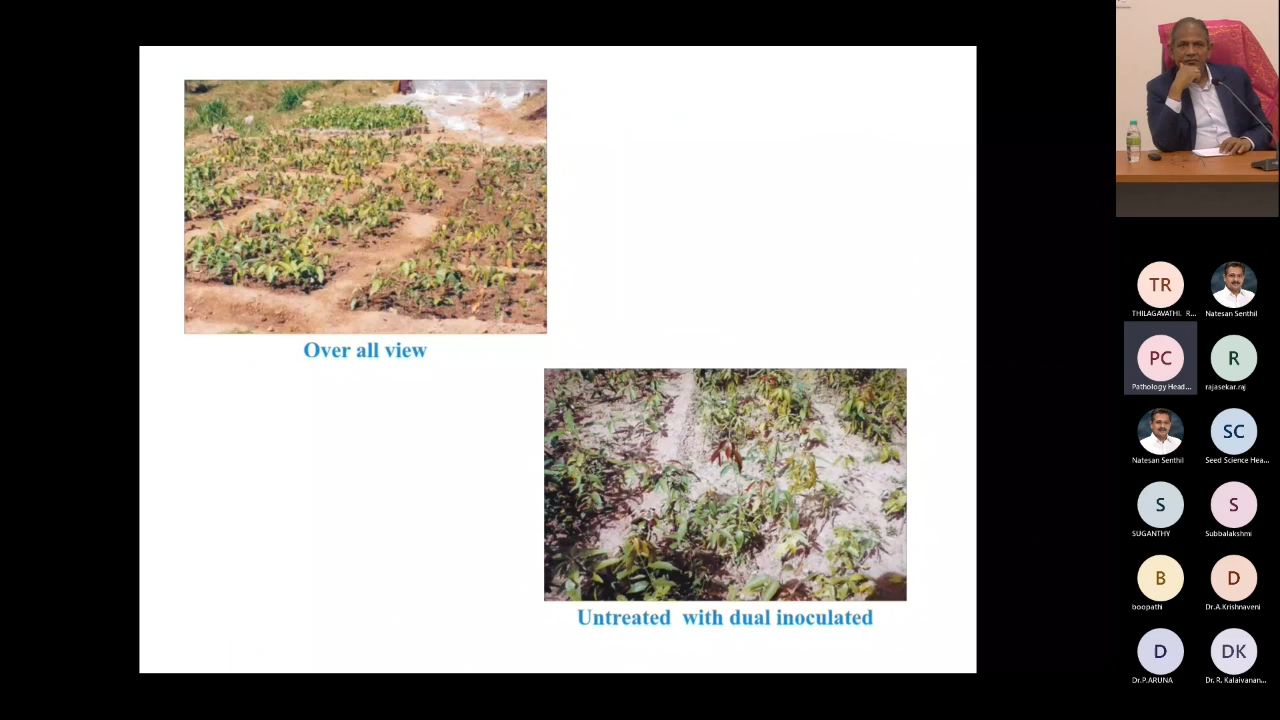 Over all view
Untreated with dual inoculated
TR
THILAGAVATHI. R...
Natesan Senthil
PC
Pathology Head...
R
rajasekar.raj
Natesan Senthil
SC
Seed Science Hea...
S
SUGANTHY
S
Subbalakshmi
B
boopathi
D
Dr.A.Krishnaveni
D
Dr.P.ARUNA
DK
Dr. R. Kalaivanan...